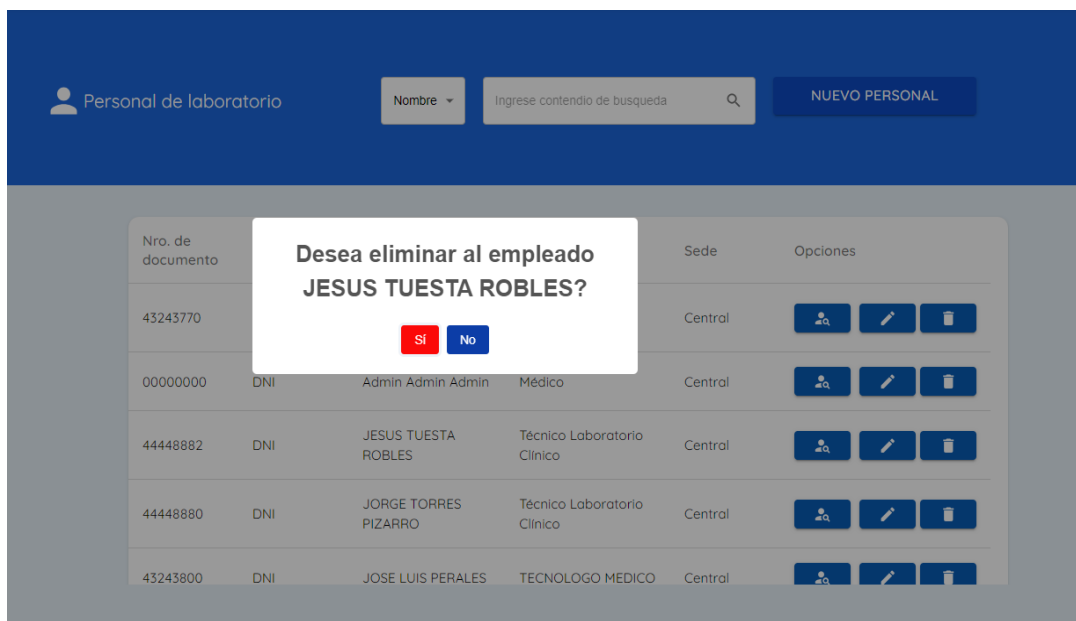 Personal de laboratorio
Nombre
Ingrese contendio de busqueda
NUEVO PERSONAL
Nro. de
documento
Sede
Opciones
Desea eliminar al empleado
JESUS TUESTA ROBLES?
Sí
No
43243770
Central
00000000
DNI
Admin Admin Admin
Médico
Central
44448882
DNI
JESUS TUESTA
ROBLES
Técnico Laboratorio
Clínico
Central
44448880
DNI
JORGE TORRES
PIZARRO
Técnico Laboratorio
Clínico
Central
43243800
DNI
JOSE LUIS PERALES
TECNOLOGO MEDICO
Central